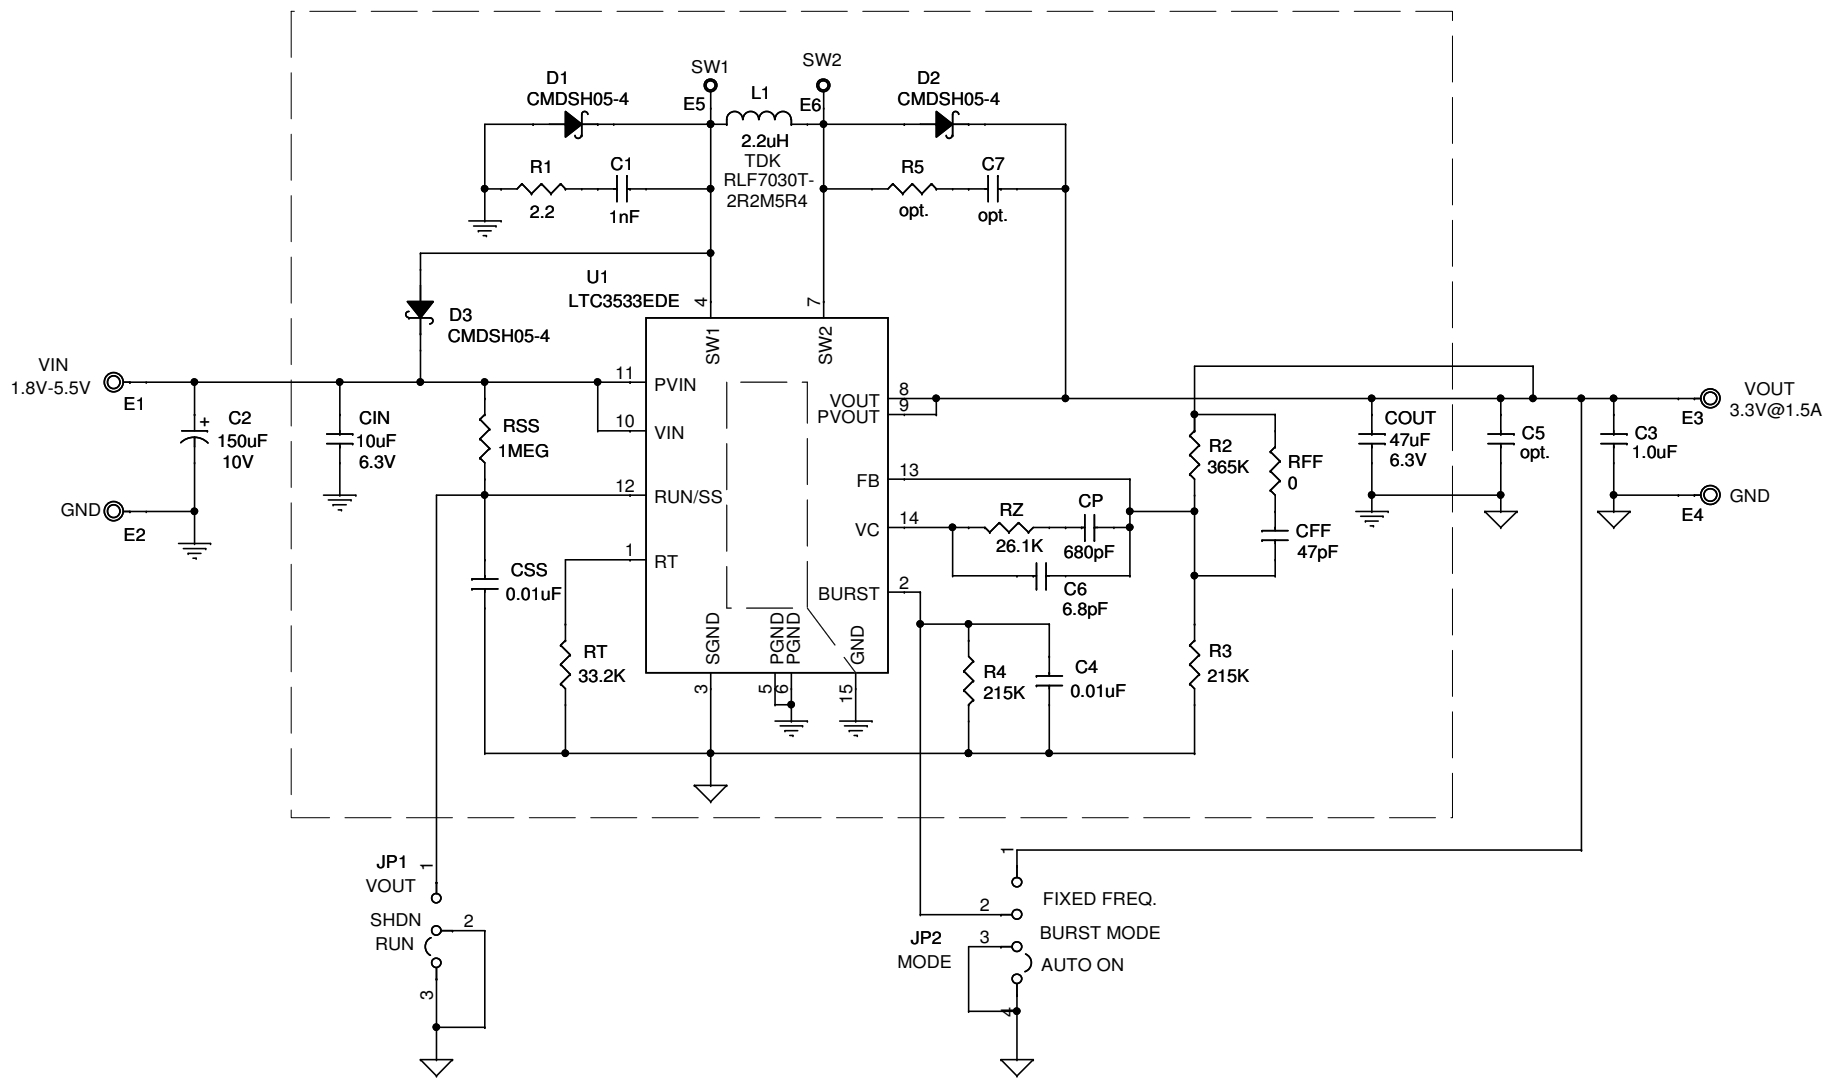 SW1
SW2
D1
CMDSH05-4
E5
L1
E6
D2
CMDSH05-4
2.2uH
TDK
RLF7030T-
2R2M5R4
R1
2.2
C1
1nF
R5
opt.
C7
opt.
U1
LTC3533EDE
4
7
D3
CMDSH05-4
SW1
SW2
VIN
1.8V-5.5V
E1
11
PVIN
10
VIN
VOUT
8
PVOUT
9
VOUT
3.3V@1.5A
E3
C2
+
150uF
10V
CIN
10uF
6.3V
RSS
1MEG
R2
365K
RFF
0
COUT
47uF
6.3V
C5
opt.
C3
1.0uF
GND
E2
12
RUN/SS
FB
13
VC
14
RZ
26.1K
CP
680pF
CFF
47pF
GND
E4
1
RT
CSS
0.01uF
C6
6.8pF
BURST
2
RT
33.2K
SGND
PGND
PGND
GND
3
5
6
15
R4
215K
C4
0.01uF
R3
215K
JP1
VOUT
1
SHDN
RUN
2
3
1
FIXED FREQ.
2
BURST MODE
JP2
MODE
3
AUTO ON
4